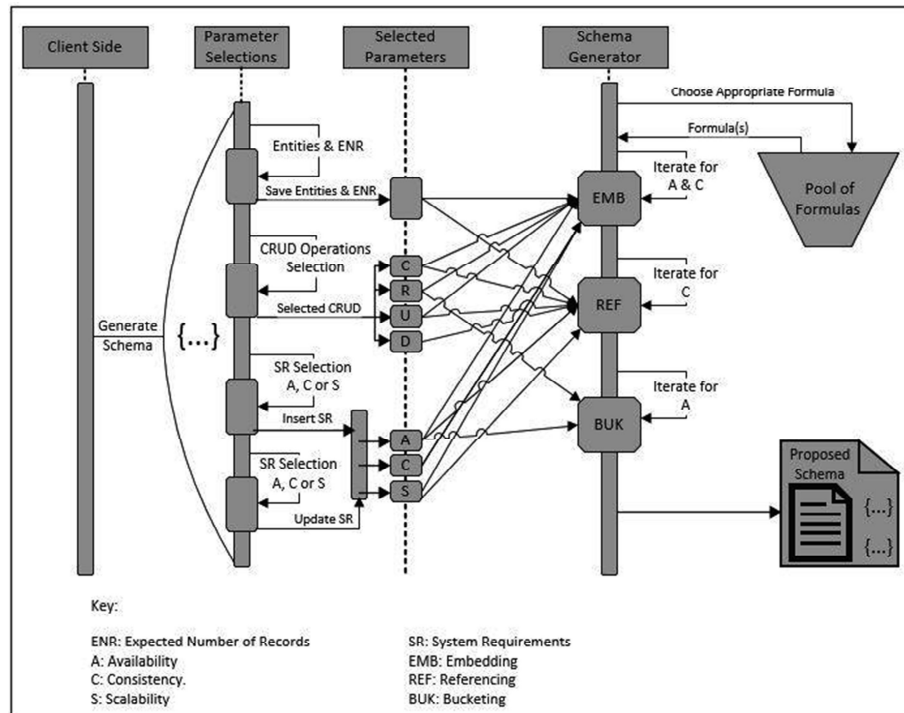 Client Side
Parameter
Selections
Selected
Parameters
Schema
Generator
Choose Appropriate Formula
Formula(s)
Entities & ENR
Iterate for
A & C
Pool of
Formulas
Save Entities & ENR
EMB
CRUD Operations
Selection
C
R
U
D
Selected CRUD
Iterate for
C
REF
Generate
Schema
{...}
SR Selection
A, C or S
Insert SR
Iterate for
A
BUK
A
C
S
SR Selection
A, C or S
Update SR
Proposed
Schema
{...}
{...}
Key:
ENR: Expected Number of Records
A: Availability
C: Consistency.
S: Scalability
SR: System Requirements
EMB: Embedding
REF: Referencing
BUK: Bucketing